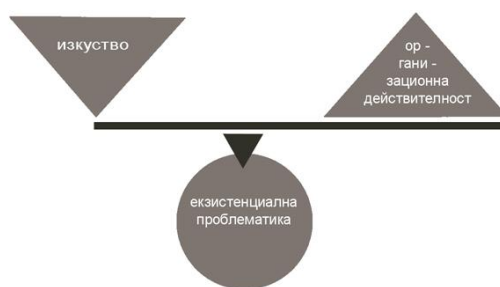 изкуство
ор -
гани -
зационна
действителност
екзистенциална
проблематика